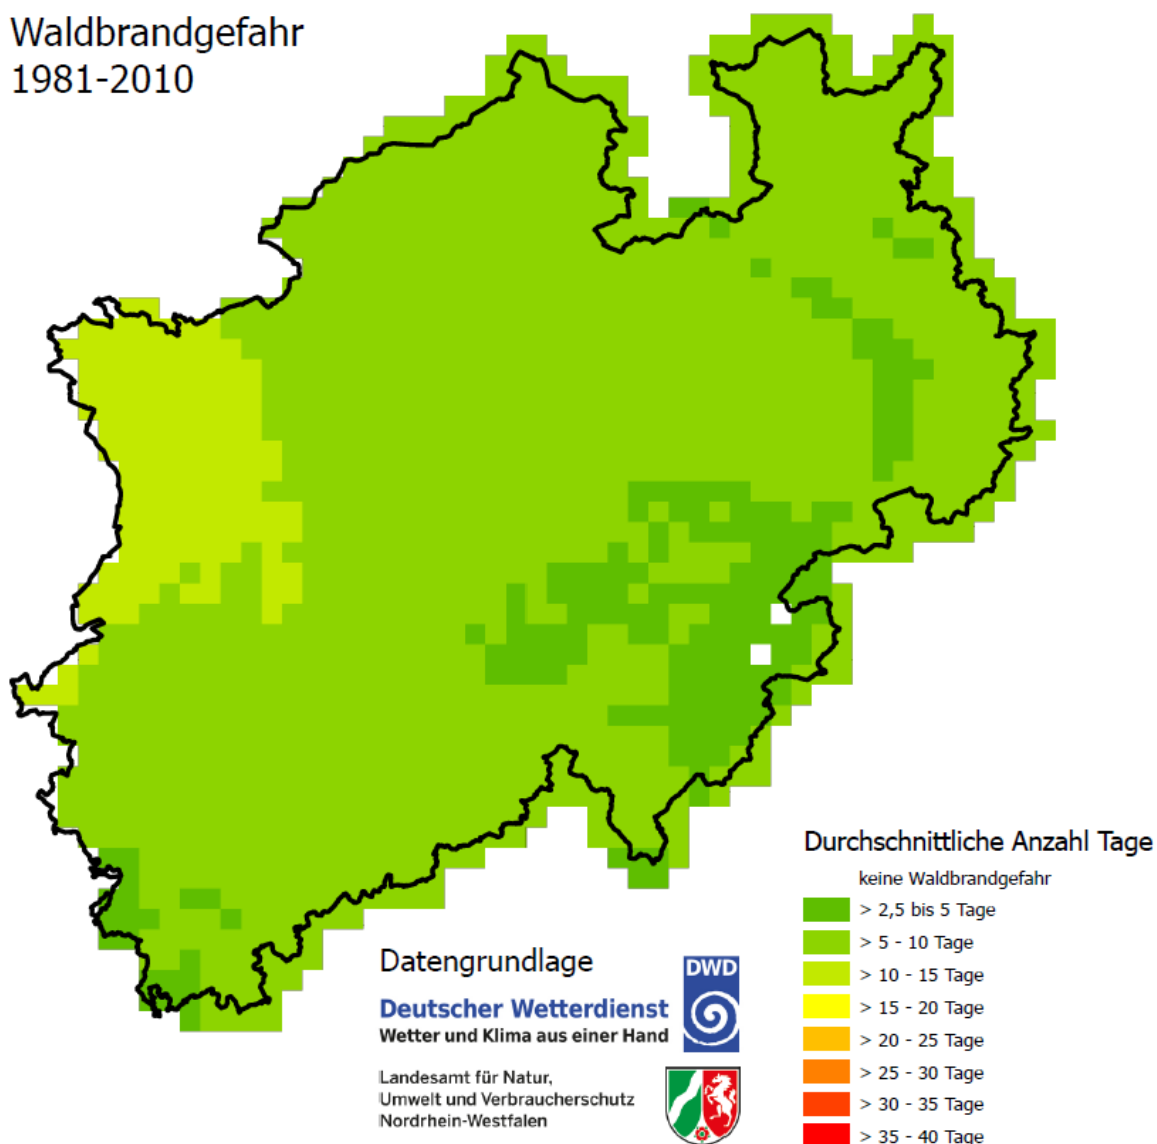 Waldbrandgefahr
1981-2010
Durchschnittliche Anzahl Tage
keine Waldbrandgefahr
> 2,5 bis 5 Tage
> 5 - 10 Tage
> 10 - 15 Tage
> 15 - 20 Tage
> 20 - 25 Tage
> 25 - 30 Tage
> 30 - 35 Tage
> 35 - 40 Tage
Datengrundlage
Deutscher Wetterdienst
Wetter und Klima aus einer Hand
DWD
Landesamt für Natur,
Umwelt und Verbraucherschutz
Nordrhein-Westfalen